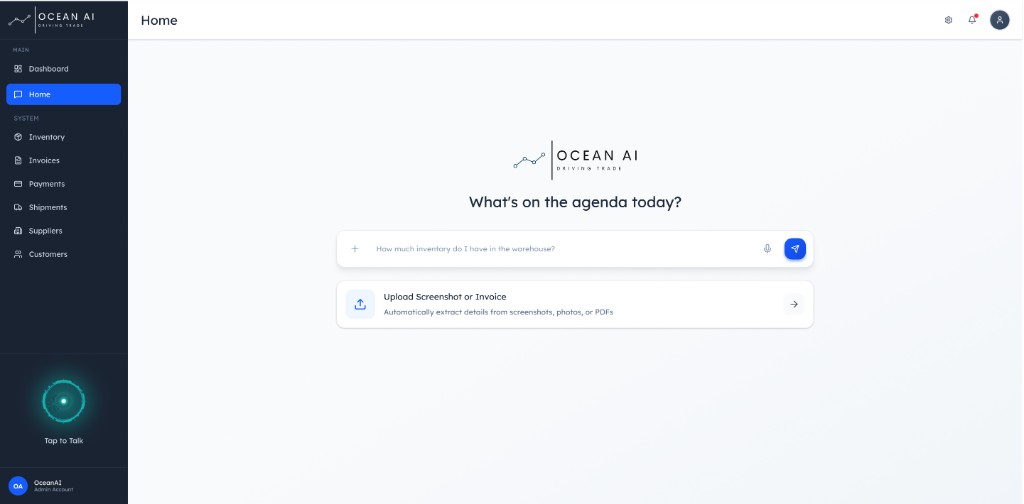 OCEAN AI
DRIVING TRADE
MAIN
Dashboard
Home
SYSTEM
Inventory
Invoices
Payments
Shipments
Suppliers
Customers
Tap to Talk
OA
OceanAI
Admin Account
Home
OCEAN AI
DRIVING TRADE
What's on the agenda today?
How much inventory do I have in the warehouse?
Upload Screenshot or Invoice
Automatically extract details from screenshots, photos, or PDFs